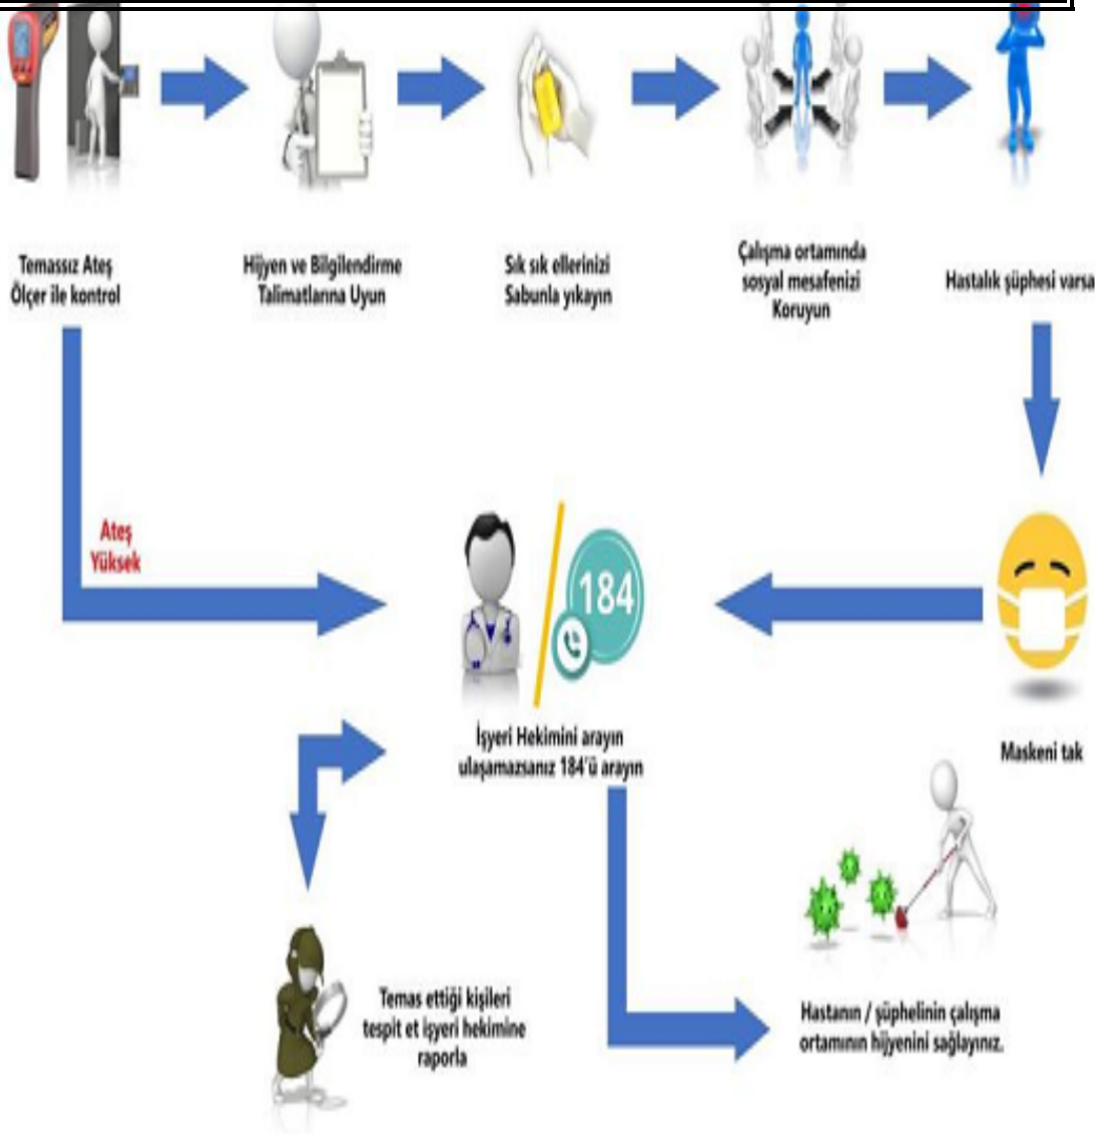 Temassız Ateş
Ölçer ile kontrol
Hijyen ve Bilgilendirme
Talimatlarına Uyun
Sık sık ellerinizi
Sabunla yıkayın
Çalışma ortamında
sosyal mesafenizi
Koruyun
Hastalık şüphesi varsa
Ateş
Yüksek
184
İşyeri Hekimini arayın
ulaşamazsanız 184'ü arayın
Maskeni tak
Temas ettiği kişileri
tespit et işyeri hekimine
raporla
Hastanın / şüphelinin çalışma
ortamının hijyenini sağlayınız.